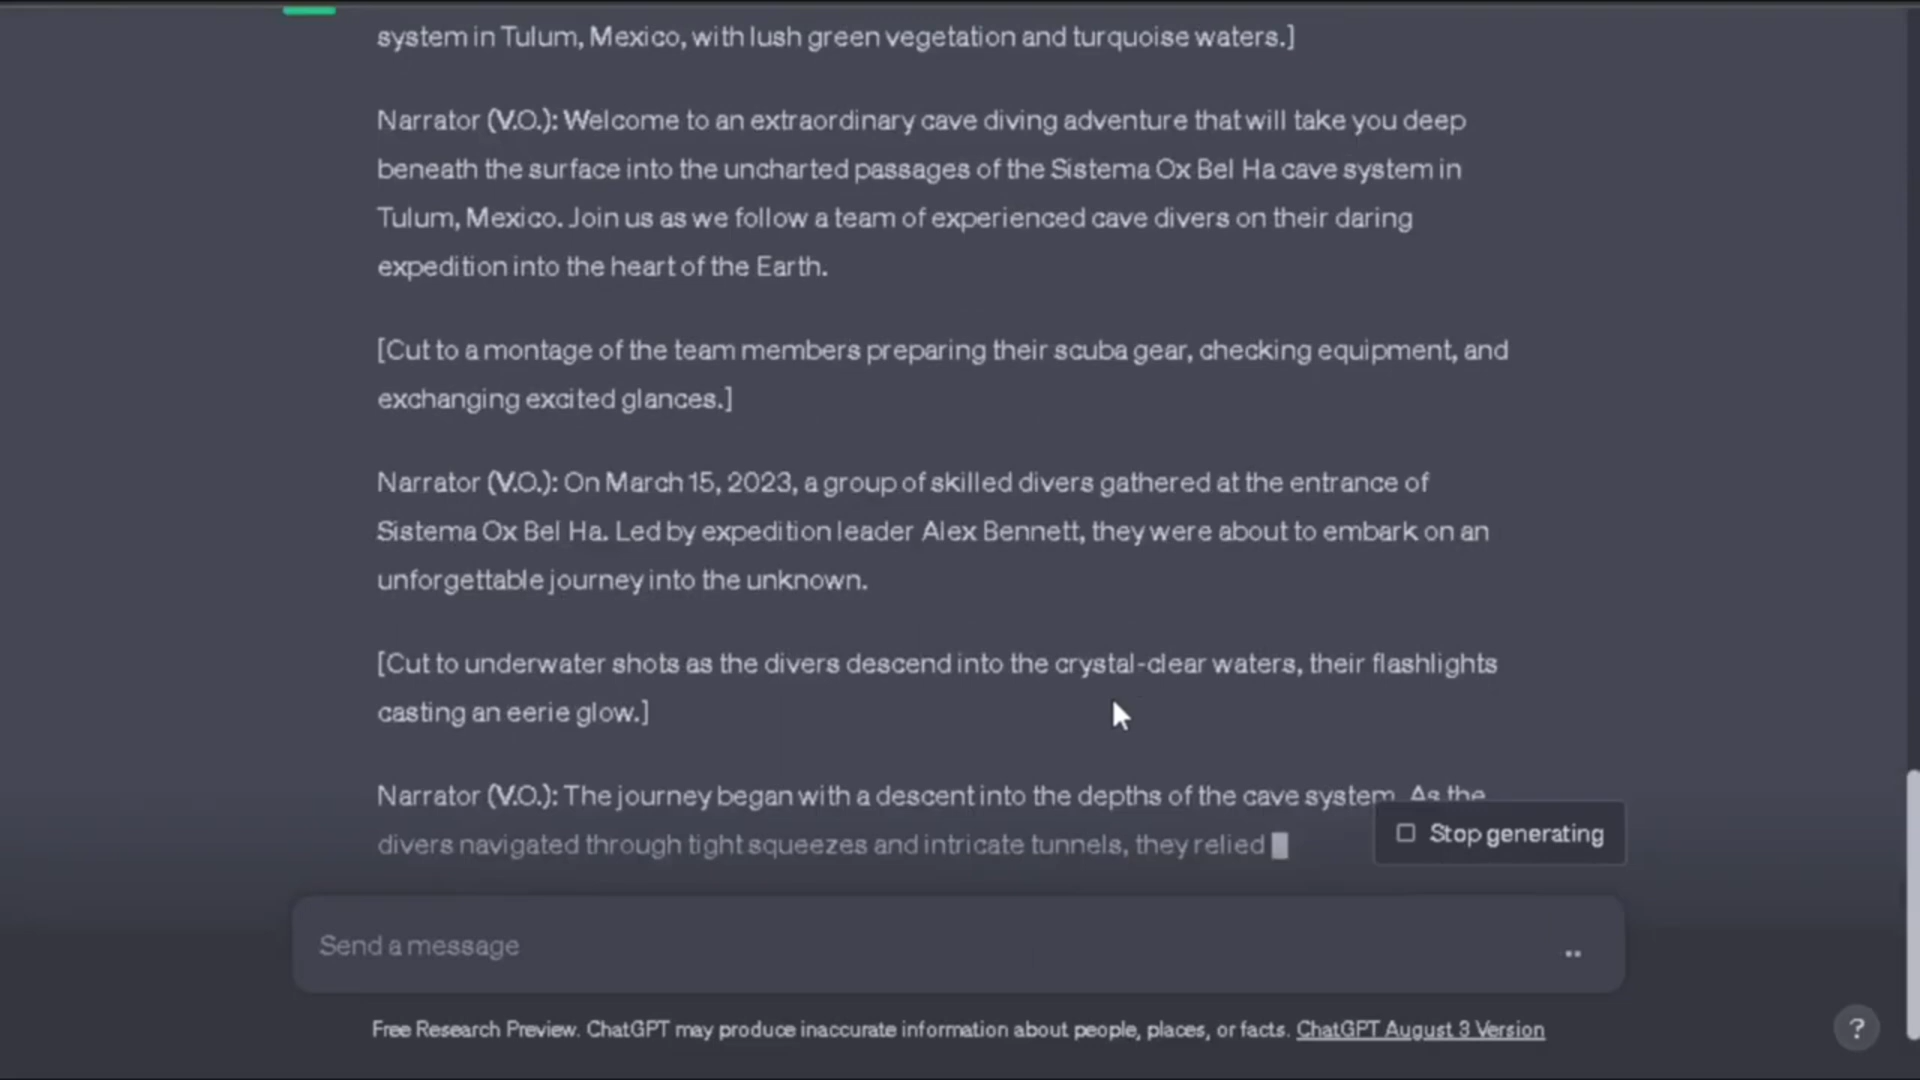 system in Tulum, Mexico, with lush green vegetation and turquoise waters.]
Narrator (V.O.): Welcome to an extraordinary cave diving adventure that will take you deep
beneath the surface into the uncharted passages of the Sistema Ox Bel Ha cave system in
Tulum, Mexico. Join us as we follow a team of experienced cave divers on their daring
expedition into the heart of the Earth.
[Cut to a montage of the team members preparing their scuba gear, checking equipment, and
exchanging excited glances.]
Narrator (V.O.): On March 15, 2023, a group of skilled divers gathered at the entrance of
Sistema Ox Bel Ha. Led by expedition leader Alex Bennett, they were about to embark on an
unforgettable journey into the unknown.
[Cut to underwater shots as the divers descend into the crystal-clear waters, their flashlights
casting an eerie glow.]
Narrator (V.O.): The journey began with a descent into the depths of the cave system. As the
divers navigated through tight squeezes and intricate tunnels, they relied
Stop generating
Send a message
Free Research Preview. ChatGPT may produce inaccurate information about people, places, or facts. ChatGPT August 3 Version
?